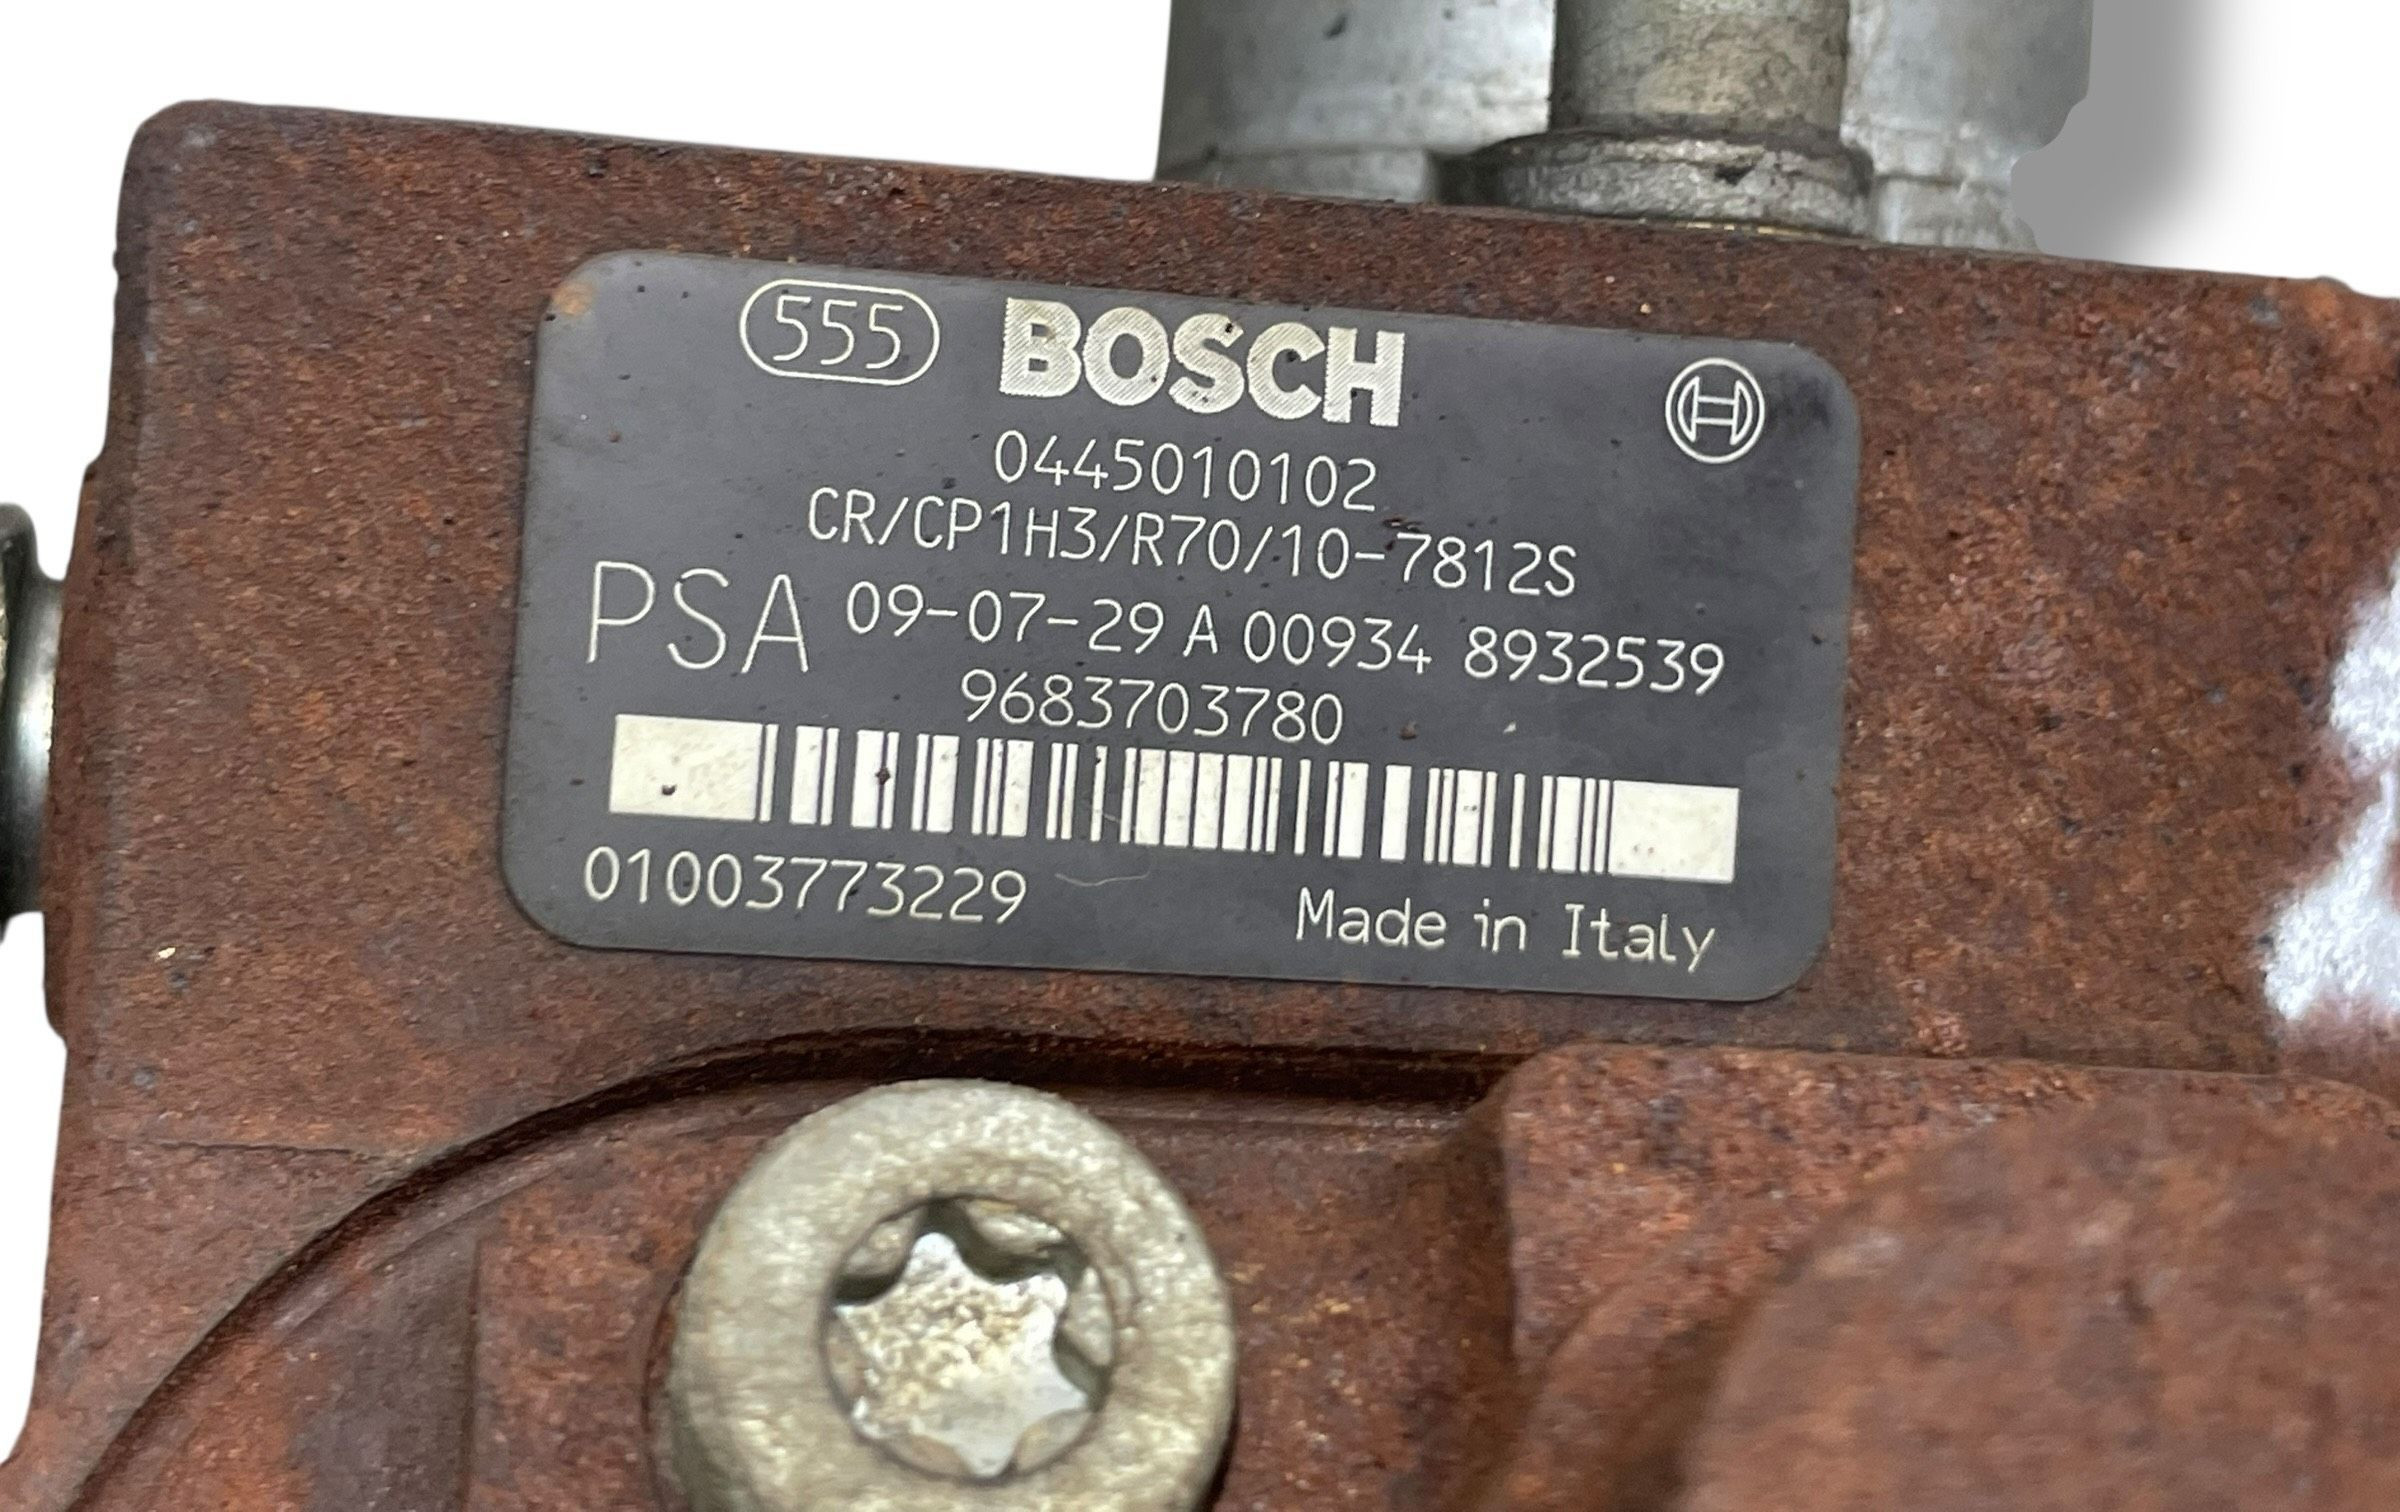 555 BOSCH
0445010102
CR/CP1H3/R70/10-7812S
PSA 09-07-29 A 00934 8932539
9683703780
01003773229 Made in Italy